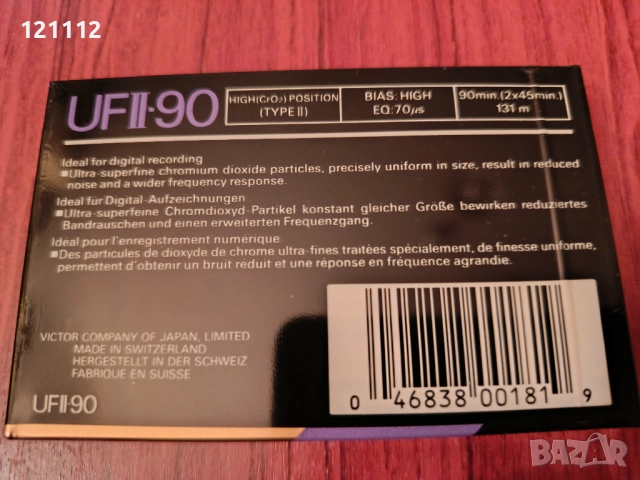 121112
UFII·90
HIGH(CrO₂) POSITION
(TYPE II)
BIAS: HIGH
EQ:70µs
90min.(2x45min.)
131 m
Ideal for digital recording
■Ultra-superfine chromium dioxide particles, precisely uniform in size, result in reduced
noise and a wider frequency response.
Ideal für Digital-Aufzeichnungen
■Ultra-superfeine Chromdioxyd-Partikel konstant gleicher Größe bewirken reduziertes
Bandrauschen und einen erweiterten Frequenzgang.
Ideal pour l'enregistrement numérique
■Des particules de dioxyde de chrome ultra-fines traitées spécialement, de finesse uniforme,
permettent d'obtenir un bruit réduit et une réponse en fréquence agrandie.
VICTOR COMPANY OF JAPAN, LIMITED
MADE IN SWITZERLAND
HERGESTELLT IN DER SCHWEIZ
FABRIQUE EN SUISSE
UFII·90
0 46838 00181 9
BAZAR